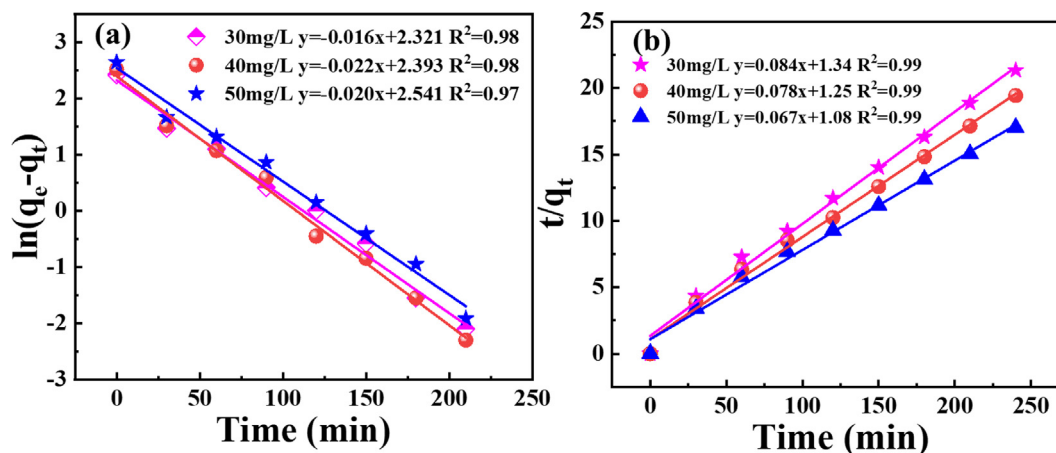 (a)
30mg/L y=-0.016x+2.321 R²=0.98
40mg/L y=-0.022x+2.393 R²=0.98
50mg/L y=-0.020x+2.541 R²=0.97
3
2
1
0
-1
-2
-3
ln(qₑ-qₜ)
0 50 100 150 200 250
Time (min)
(b)
30mg/L y=0.084x+1.34 R²=0.99
40mg/L y=0.078x+1.25 R²=0.99
50mg/L y=0.067x+1.08 R²=0.99
25
20
15
10
5
0
t/qₜ
0 50 100 150 200 250
Time (min)